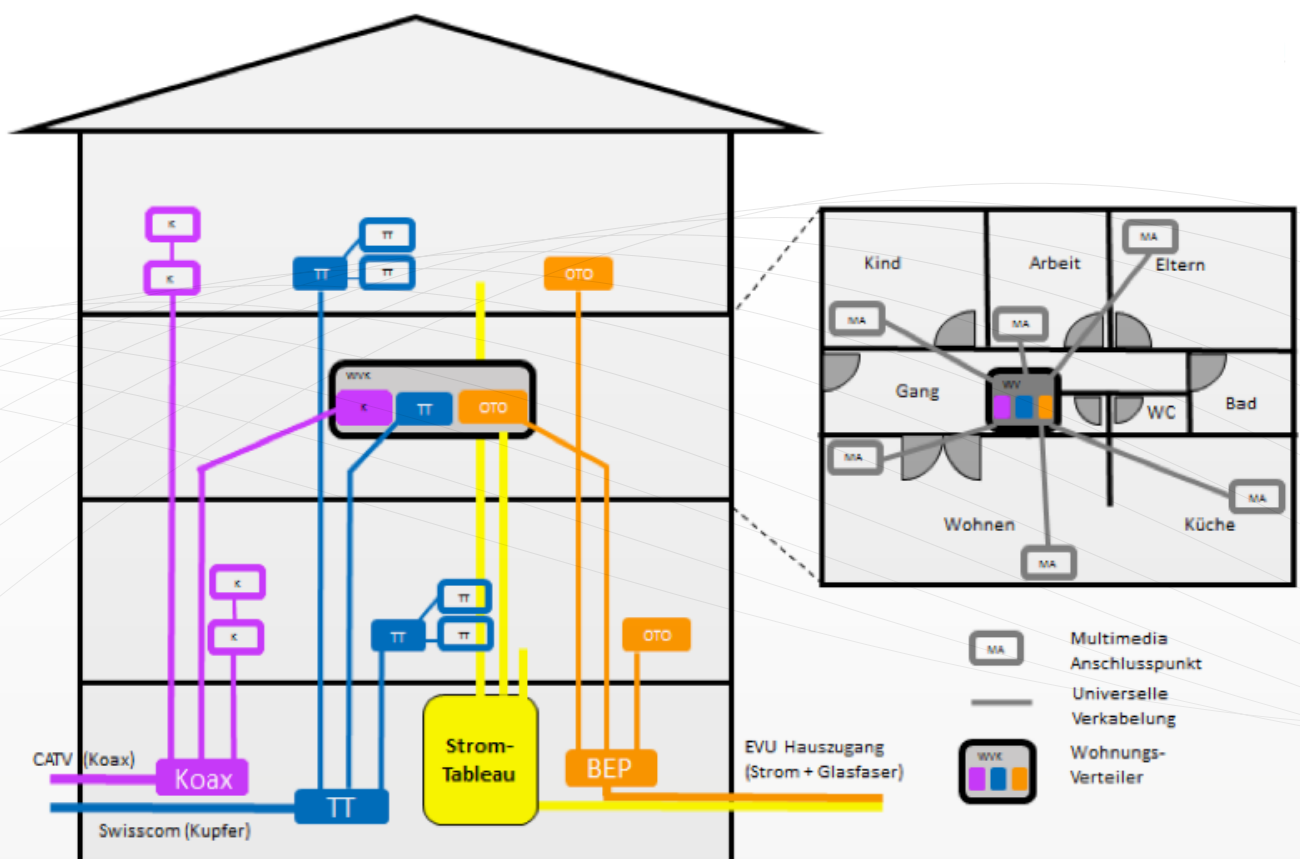 K
K
TT
TT
TT
OTO
WVK
K
TT
OTO
K
K
TT
TT
TT
OTO
Strom-
Tableau
CATV (Koax)
Koax
TT
BEP
EVU Hauszugang
(Strom + Glasfaser)
Swisscom (Kupfer)
Kind
Arbeit
Eltern
MA
MA
MA
Gang
WV
WC
Bad
MA
MA
Wohnen
Küche
MA
MA
Multimedia
Anschlusspunkt
Universelle
Verkabelung
WVK
Wohnungs-
Verteiler